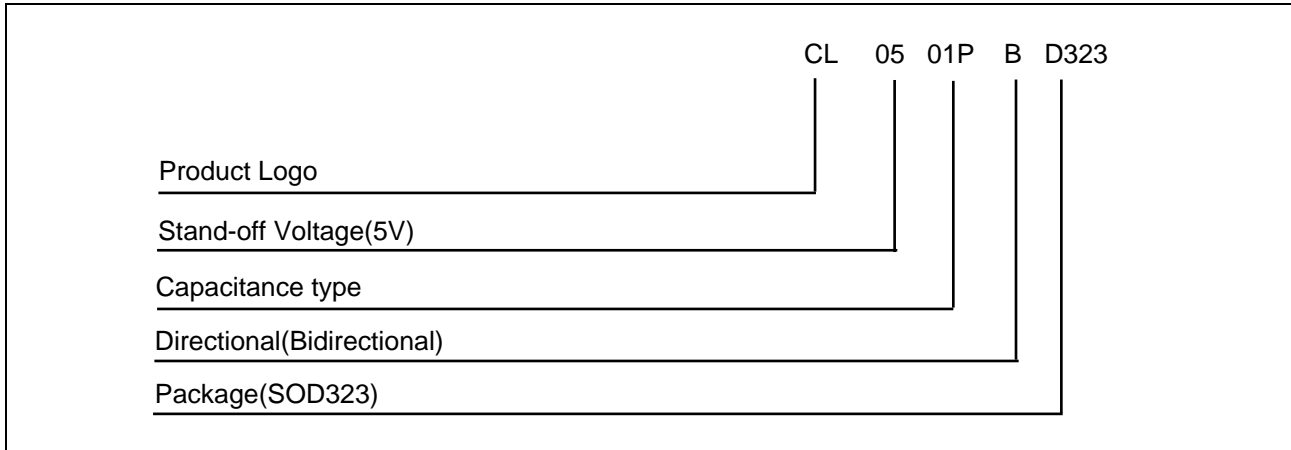 CL 05 01P B D323
Product Logo
Stand-off Voltage(5V)
Capacitance type
Directional(Bidirectional)
Package(SOD323)